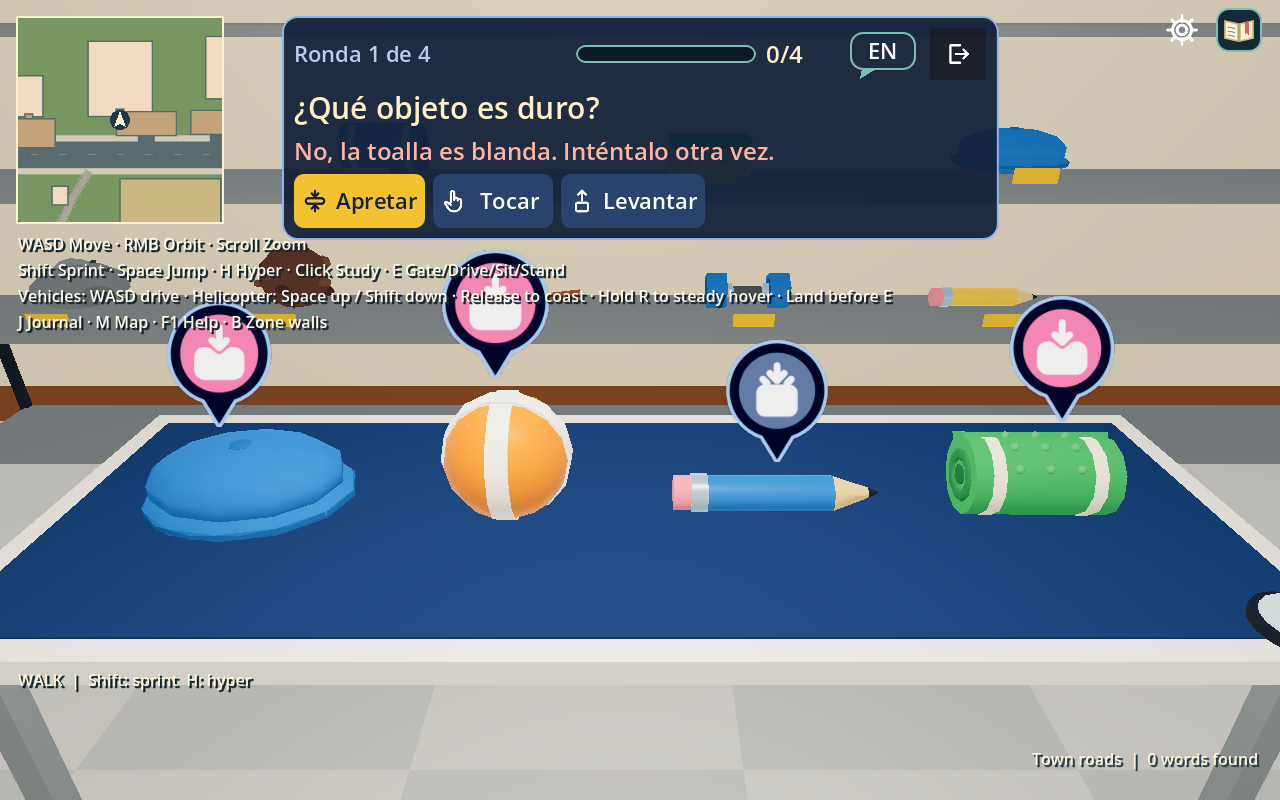 Ronda 1 de 4
0/4
EN
¿Qué objeto es duro?
No, la toalla es blanda. Inténtalo otra vez.
Apretar
Tocar
Levantar
WASD Move · RMB Orbit · Scroll Zoom
Shift Sprint · Space Jump · H Hyper · Click Study · E Gate/Drive/Sit/Stand
Vehicles: WASD drive · Helicopter: Space up / Shift down · Release to coast · Hold R to steady hover · Land before E
J Journal · M Map · F1 Help · B Zone walls
WALK | Shift: sprint H: hyper
Town roads | 0 words found